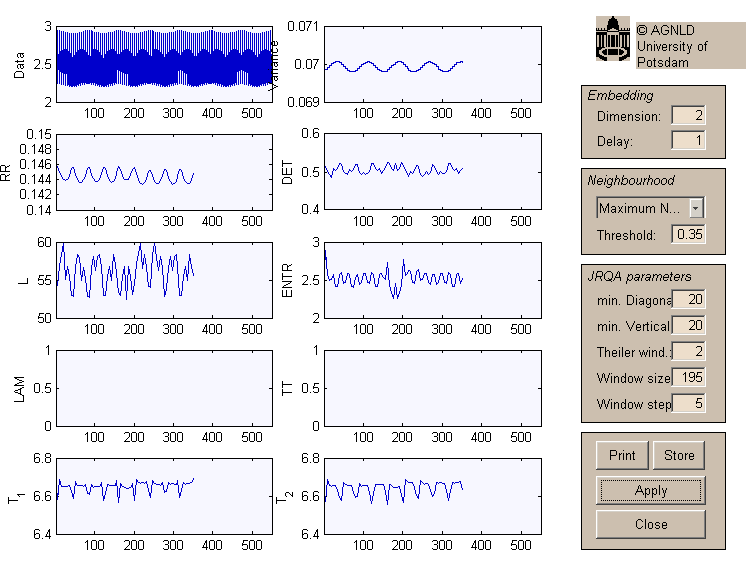 © AGNLD
University of
Potsdam
3
2.5
2
Data
100 200 300 400 500
0.071
0.07
0.069
Variance
100 200 300 400 500
0.15
0.148
0.146
0.144
0.142
0.14
RR
100 200 300 400 500
0.6
0.5
0.4
DET
100 200 300 400 500
60
55
50
L
100 200 300 400 500
3
2.5
2
ENTR
100 200 300 400 500
1
0.5
0
LAM
100 200 300 400 500
1
0.5
0
TT
100 200 300 400 500
6.8
6.6
6.4
T1
100 200 300 400 500
6.8
6.6
6.4
T2
100 200 300 400 500
Embedding
Dimension: 2
Delay: 1
Neighbourhood
Maximum N...
Threshold: 0.35
JRQA parameters
min. Diagona 20
min. Vertical 20
Theiler wind.: 2
Window size 195
Window step 5
Print Store
Apply
Close